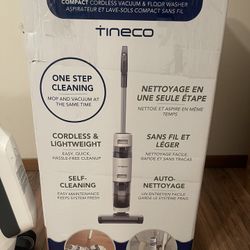 COMPACT CORDLESS VACUUM & FLOOR WASHER
ASPIRATEUR ET LAVE-SOLS COMPACT SANS FIL
TINECO
ONE STEP
CLEANING
MOP AND VACUUM AT
THE SAME TIME
NETTOYAGE EN
UNE SEULE ÉTAPE
NETTOIE ET ASPIRE EN MÊME
TEMPS
CORDLESS &
LIGHTWEIGHT
EASY, QUICK,
HASSLE-FREE CLEANUP
SANS FIL ET
LÉGER
NETTOYAGE FACILE,
RAPIDE ET SANS TRACAS
SELF-
CLEANING
EASY MAINTENANCE
KEEPS SYSTEM FRESH
AUTO-
NETTOYAGE
UN ENTRETIEN FACILE
GARDE LE SYSTÈME FRAIS